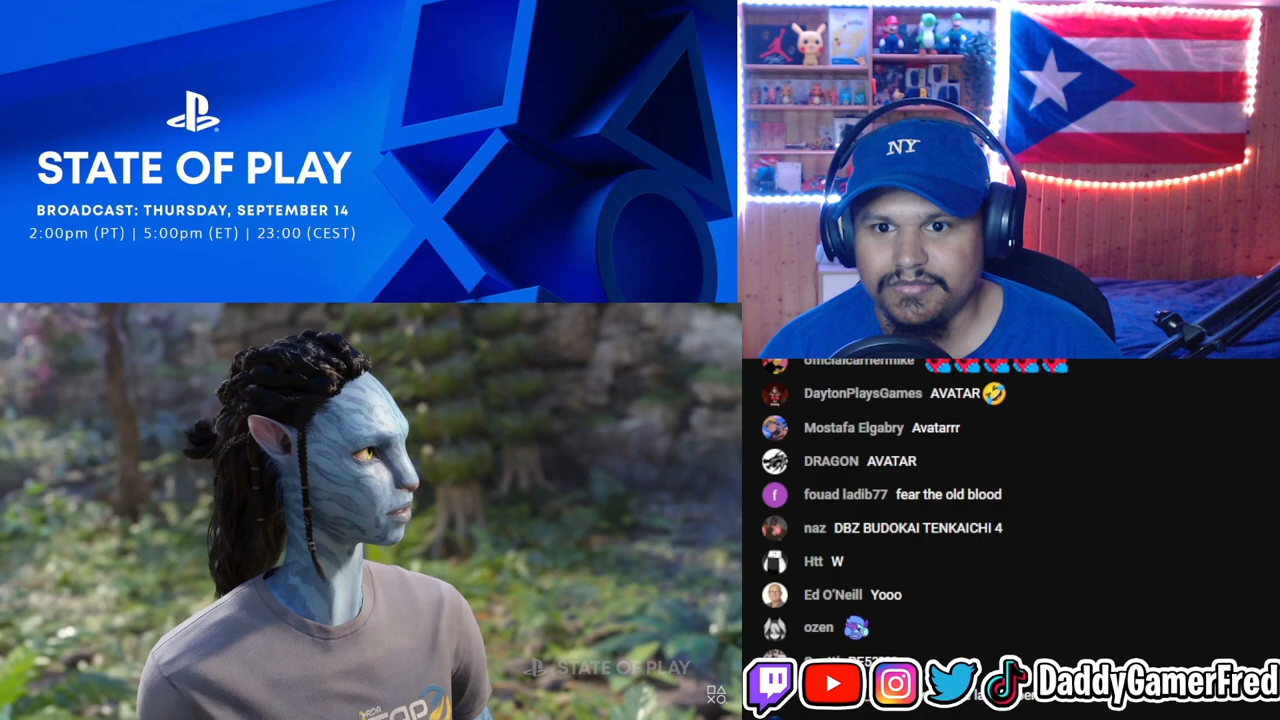 STATE OF PLAY
BROADCAST: THURSDAY, SEPTEMBER 14
2:00pm (PT) | 5:00pm (ET) | 23:00 (CEST)
NY
officialcarriermike
DaytonPlaysGames AVATAR
Mostafa Elgabry Avatarrr
DRAGON AVATAR
f fouad ladib77 fear the old blood
naz DBZ BUDOKAI TENKAICHI 4
Htt W
Ed O'Neill Yooo
ozen
STATE OF PLAY
RDA
DaddyGamerFred